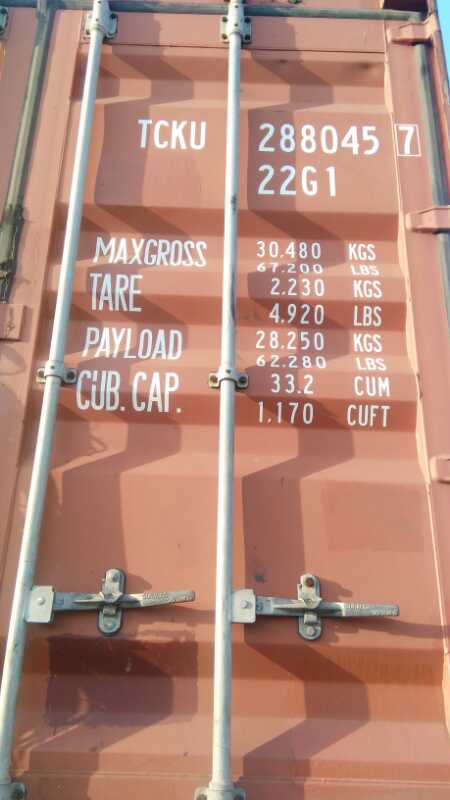 TCKU 288045 7
22G1
MAXGROSS 30.480 KGS
67.200 LBS
TARE 2.230 KGS
4.920 LBS
PAYLOAD 28.250 KGS
62.280 LBS
CUB. CAP. 33.2 CUM
1,170 CUFT